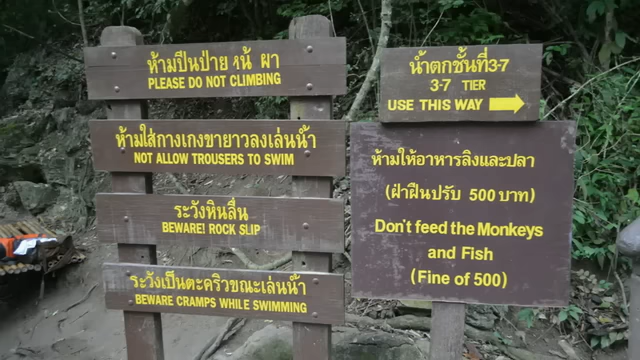 ห้ามปีนป่าย หน้ ผา
PLEASE DO NOT CLIMBING
ห้ามใส่กางเกงขายาวลงเล่นน้ำ
NOT ALLOW TROUSERS TO SWIM
ระวังหินลื่น
BEWARE! ROCK SLIP
ระวังเป็นตะคริวขณะเล่นน้ำ
BEWARE CRAMPS WHILE SWIMMING
น้ำตกชั้นที่3-7
3-7 TIER
USE THIS WAY
ห้ามให้อาหารลิงและปลา
(ฝ่าฝืนปรับ 500 บาท)
Don't feed the Monkeys
and Fish
(Fine of 500)